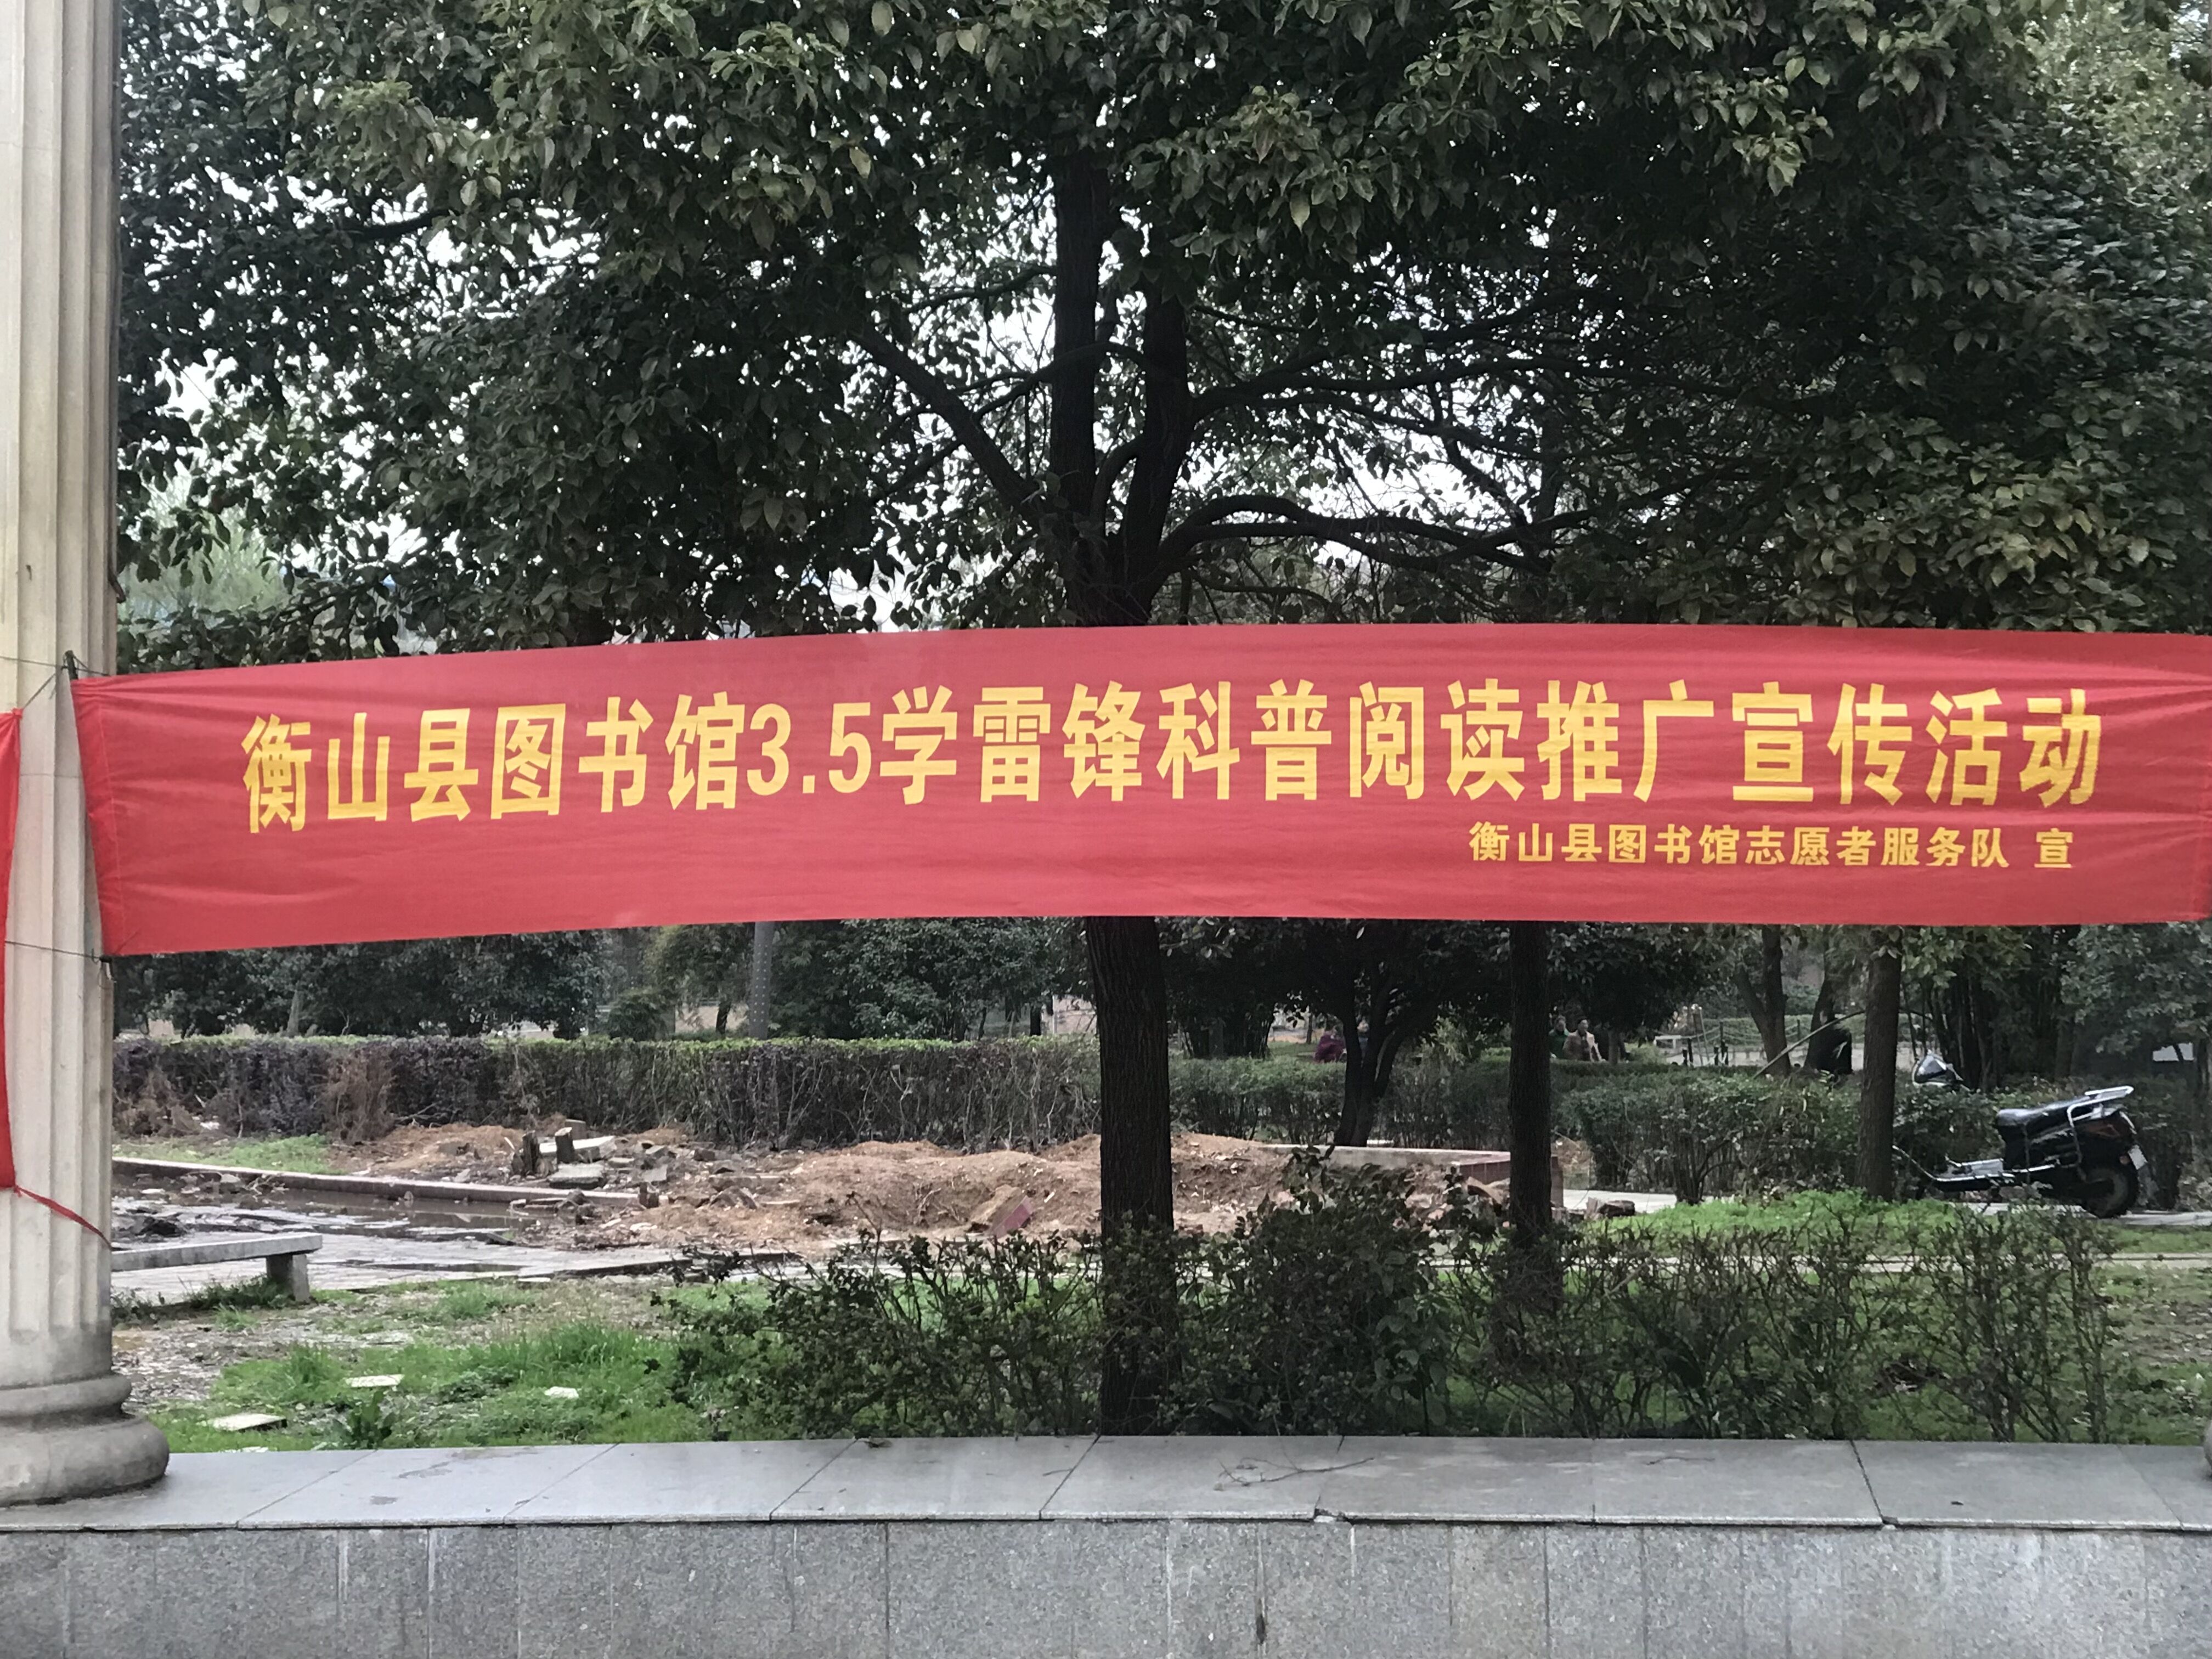 衡山县图书馆3.5学雷锋科普阅读推广宣传活动
衡山县图书馆志愿者服务队 宣